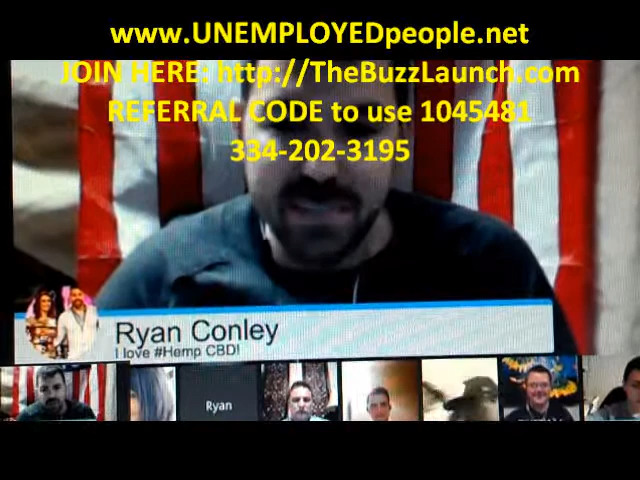 www.UNEMPLOYEDpeople.net
JOIN HERE: http://TheBuzzLaunch.com
REFERRAL CODE to use 1045481
334-202-3195
Ryan Conley
I love #Hemp CBD!
Ryan